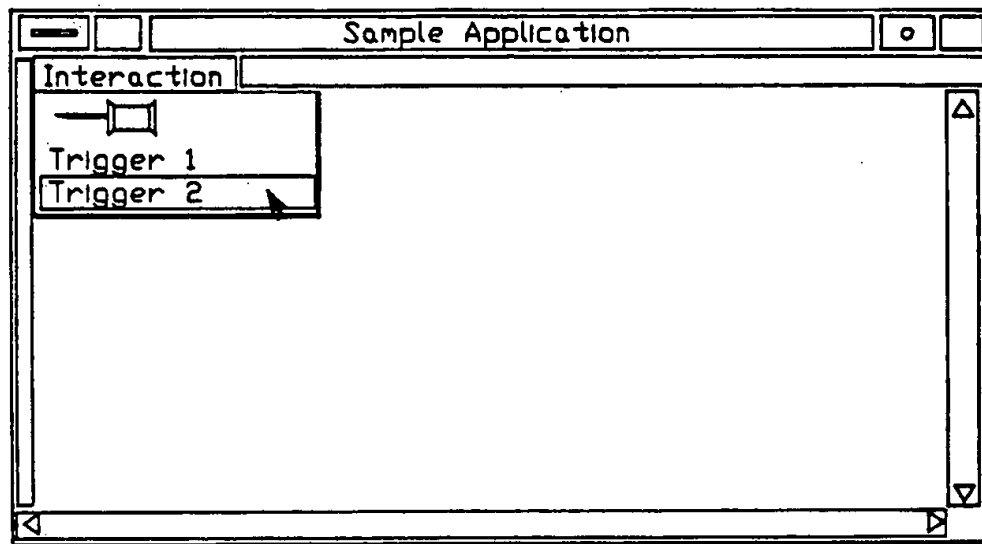 Sample Application
Interaction
Trigger 1
Trigger 2